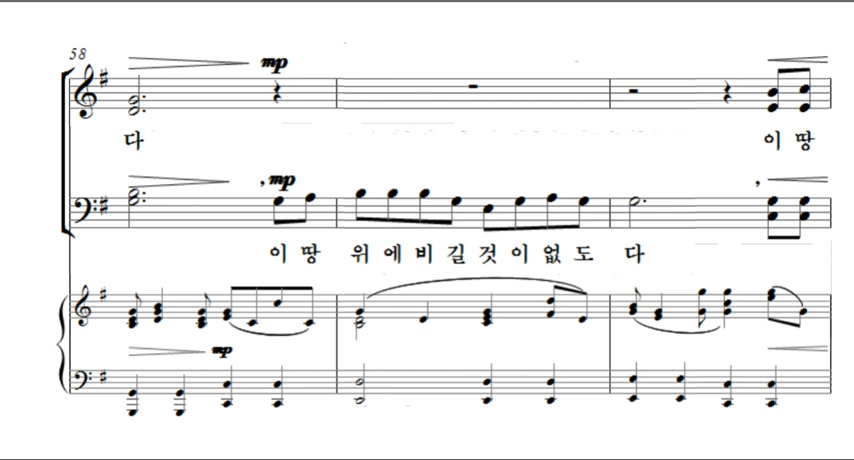 58
mp
다 이 땅
mp
이 땅 위 에 비 길 것 이 없 도 다
mp